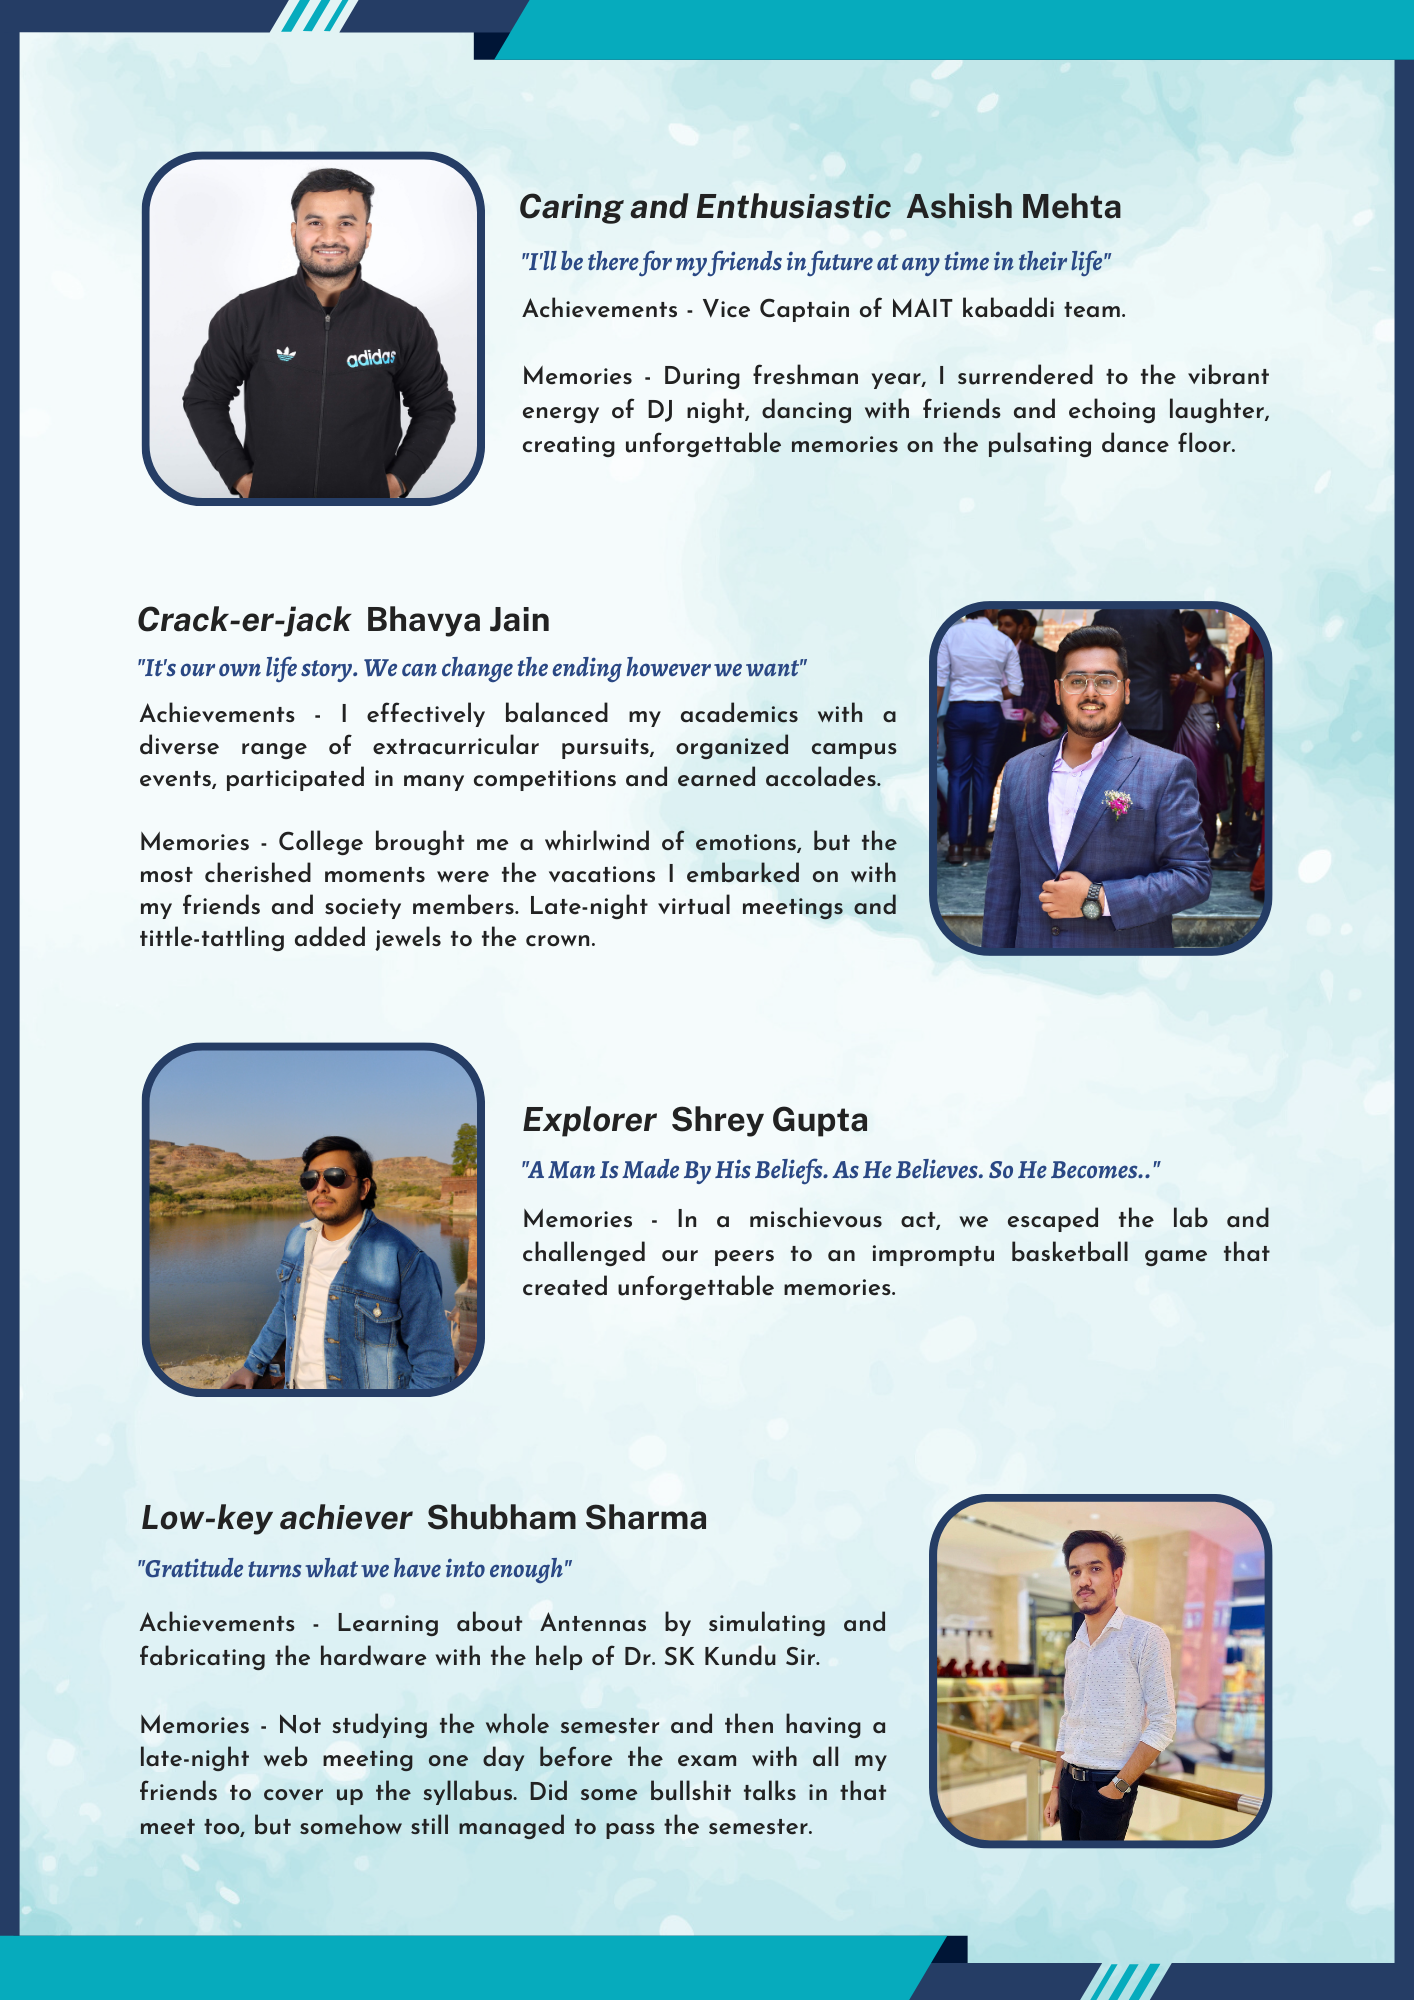 adidas
Caring and Enthusiastic Ashish Mehta
"I'll be there for my friends in future at any time in their life"
Achievements - Vice Captain of MAIT kabaddi team.
Memories - During freshman year, I surrendered to the vibrant
energy of DJ night, dancing with friends and echoing laughter,
creating unforgettable memories on the pulsating dance floor.
Crack-er-jack Bhavya Jain
"It's our own life story. We can change the ending however we want"
Achievements - I effectively balanced my academics with a
diverse range of extracurricular pursuits, organized campus
events, participated in many competitions and earned accolades.
Memories - College brought me a whirlwind of emotions, but the
most cherished moments were the vacations I embarked on with
my friends and society members. Late-night virtual meetings and
tittle-tattling added jewels to the crown.
Explorer Shrey Gupta
"A Man Is Made By His Beliefs. As He Believes. So He Becomes.."
Memories - In a mischievous act, we escaped the lab and
challenged our peers to an impromptu basketball game that
created unforgettable memories.
Low-key achiever Shubham Sharma
"Gratitude turns what we have into enough"
Achievements - Learning about Antennas by simulating and
fabricating the hardware with the help of Dr. SK Kundu Sir.
Memories - Not studying the whole semester and then having a
late-night web meeting one day before the exam with all my
friends to cover up the syllabus. Did some bullshit talks in that
meet too, but somehow still managed to pass the semester.